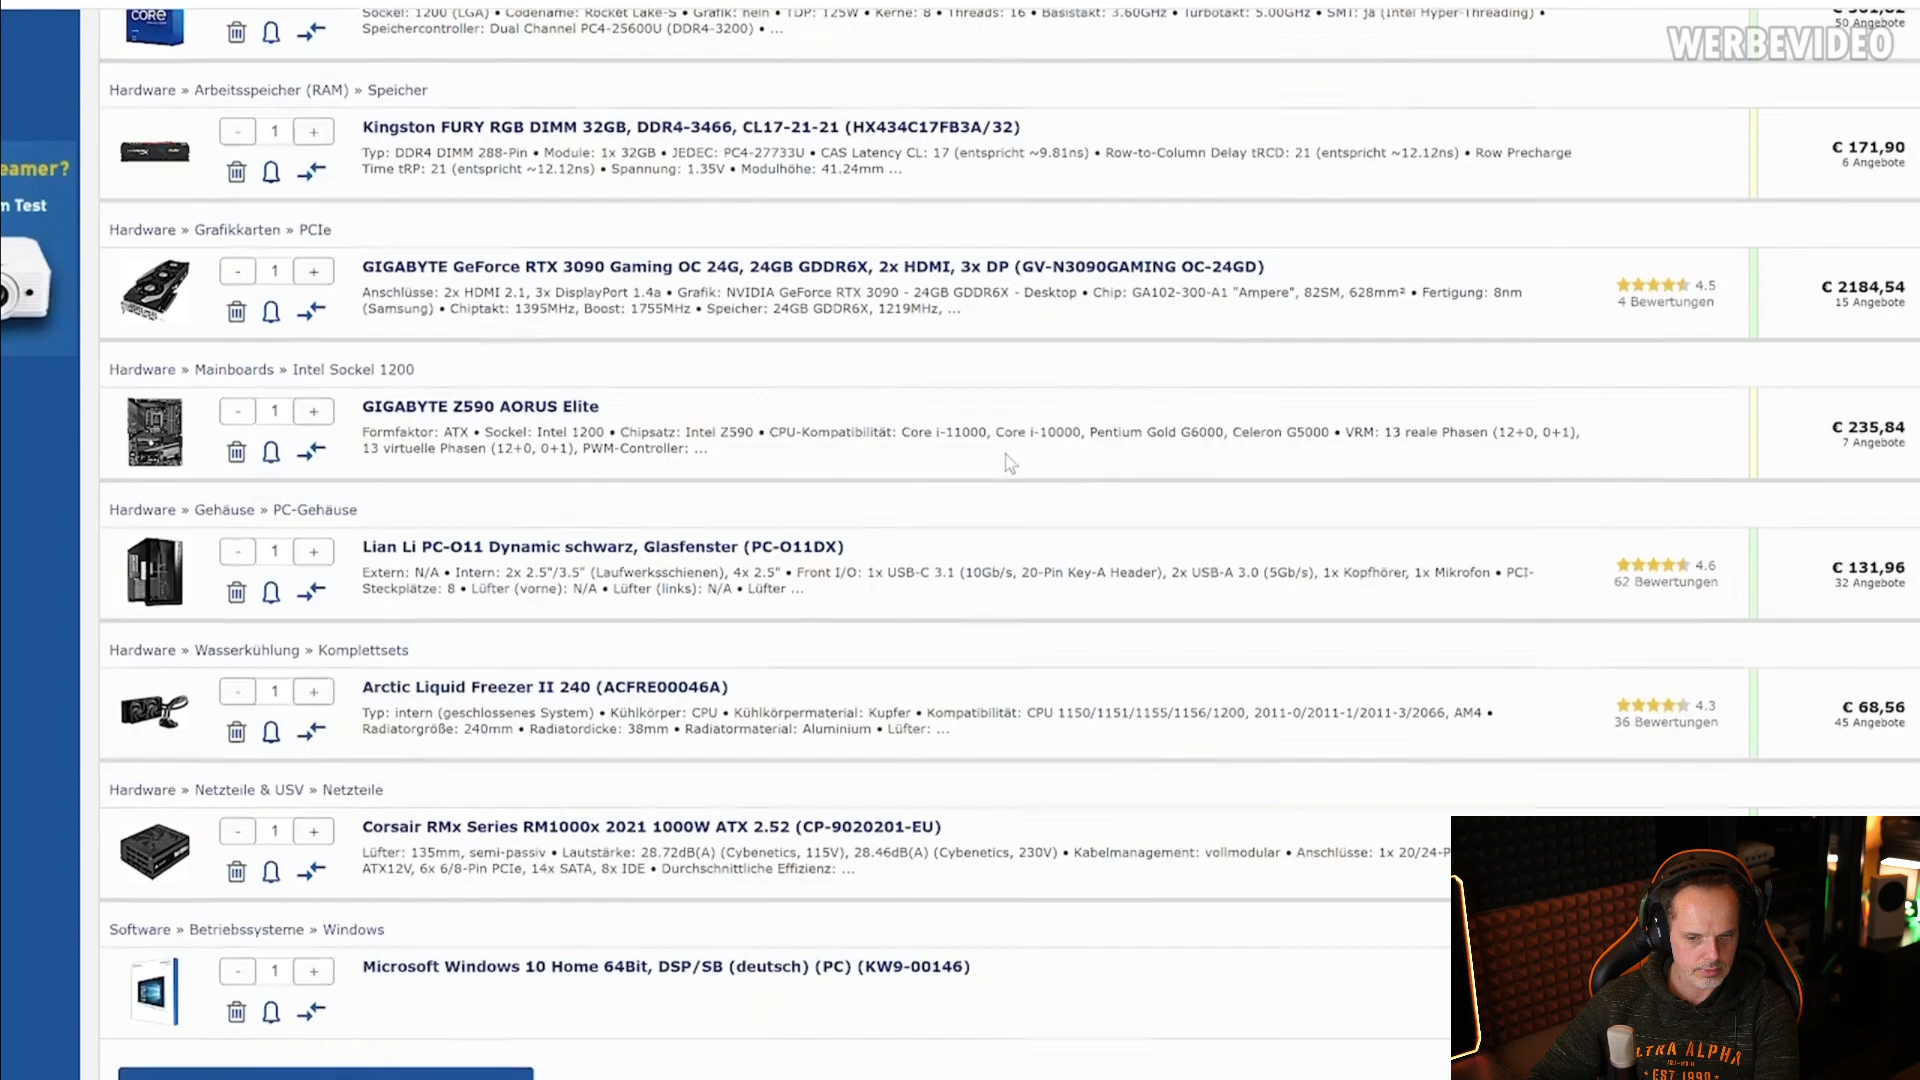 CORE
Sockel: 1200 (LGA) • Codename: Rocket Lake-S • Grafik: nein • TDP: 125W • Kerne: 8 • Threads: 16 • Basistakt: 3.60GHz • Turbotakt: 5.00GHz • SMT: ja (Intel Hyper-Threading) •
Speichercontroller: Dual Channel PC4-25600U (DDR4-3200) • ...
50 Angebote
WERBEVIDEO
Hardware » Arbeitsspeicher (RAM) » Speicher
- 1 +
Kingston FURY RGB DIMM 32GB, DDR4-3466, CL17-21-21 (HX434C17FB3A/32)
Typ: DDR4 DIMM 288-Pin • Module: 1x 32GB • JEDEC: PC4-27733U • CAS Latency CL: 17 (entspricht ~9.81ns) • Row-to-Column Delay tRCD: 21 (entspricht ~12.12ns) • Row Precharge
Time tRP: 21 (entspricht ~12.12ns) • Spannung: 1.35V • Modulhöhe: 41.24mm ...
€ 171,90
6 Angebote
eamer?
m Test
Hardware » Grafikkarten » PCIe
- 1 +
GIGABYTE GeForce RTX 3090 Gaming OC 24G, 24GB GDDR6X, 2x HDMI, 3x DP (GV-N3090GAMING OC-24GD)
Anschlüsse: 2x HDMI 2.1, 3x DisplayPort 1.4a • Grafik: NVIDIA GeForce RTX 3090 - 24GB GDDR6X - Desktop • Chip: GA102-300-A1 "Ampere", 82SM, 628mm² • Fertigung: 8nm
(Samsung) • Chiptakt: 1395MHz, Boost: 1755MHz • Speicher: 24GB GDDR6X, 1219MHz, ...
4.5
4 Bewertungen
€ 2184,54
15 Angebote
Hardware » Mainboards » Intel Sockel 1200
- 1 +
GIGABYTE Z590 AORUS Elite
Formfaktor: ATX • Sockel: Intel 1200 • Chipsatz: Intel Z590 • CPU-Kompatibilität: Core i-11000, Core i-10000, Pentium Gold G6000, Celeron G5000 • VRM: 13 reale Phasen (12+0, 0+1),
13 virtuelle Phasen (12+0, 0+1), PWM-Controller: ...
€ 235,84
7 Angebote
Hardware » Gehäuse » PC-Gehäuse
- 1 +
Lian Li PC-O11 Dynamic schwarz, Glasfenster (PC-O11DX)
Extern: N/A • Intern: 2x 2.5"/3.5" (Laufwerksschienen), 4x 2.5" • Front I/O: 1x USB-C 3.1 (10Gb/s, 20-Pin Key-A Header), 2x USB-A 3.0 (5Gb/s), 1x Kopfhörer, 1x Mikrofon • PCI-
Steckplätze: 8 • Lüfter (vorne): N/A • Lüfter (links): N/A • Lüfter ...
4.6
62 Bewertungen
€ 131,96
32 Angebote
Hardware » Wasserkühlung » Komplettsets
- 1 +
Arctic Liquid Freezer II 240 (ACFRE00046A)
Typ: intern (geschlossenes System) • Kühlkörper: CPU • Kühlkörpermaterial: Kupfer • Kompatibilität: CPU 1150/1151/1155/1156/1200, 2011-0/2011-1/2011-3/2066, AM4 •
Radiatorgröße: 240mm • Radiatordicke: 38mm • Radiatormaterial: Aluminium • Lüfter: ...
4.3
36 Bewertungen
€ 68,56
45 Angebote
Hardware » Netzteile & USV » Netzteile
- 1 +
Corsair RMx Series RM1000x 2021 1000W ATX 2.52 (CP-9020201-EU)
Lüfter: 135mm, semi-passiv • Lautstärke: 28.72dB(A) (Cybenetics, 115V), 28.46dB(A) (Cybenetics, 230V) • Kabelmanagement: vollmodular • Anschlüsse: 1x 20/24-P
ATX12V, 6x 6/8-Pin PCIe, 14x SATA, 8x IDE • Durchschnittliche Effizienz: ...
Software » Betriebssysteme » Windows
- 1 +
Microsoft Windows 10 Home 64Bit, DSP/SB (deutsch) (PC) (KW9-00146)
LTRA ALPHA
EST 1990